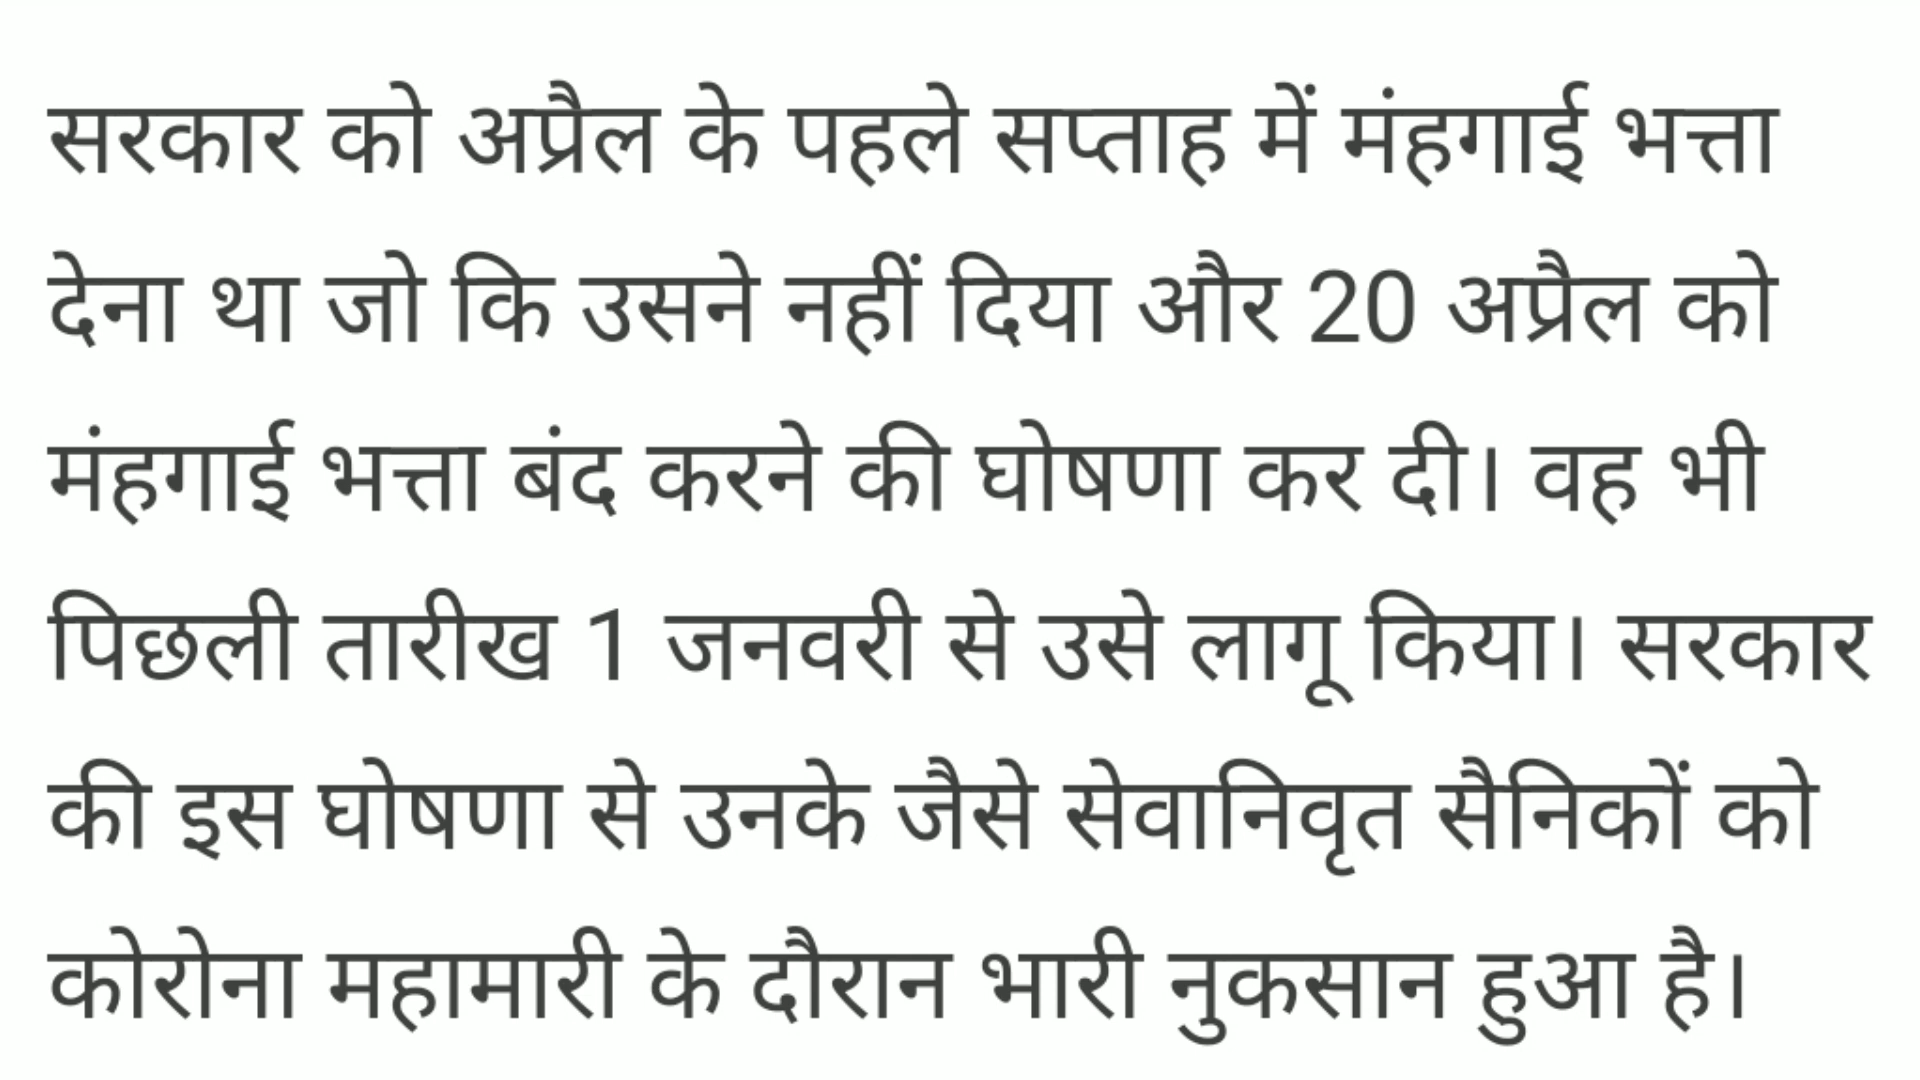 सरकार को अप्रैल के पहले सप्ताह में मंहगाई भत्ता
देना था जो कि उसने नहीं दिया और 20 अप्रैल को
मंहगाई भत्ता बंद करने की घोषणा कर दी। वह भी
पिछली तारीख 1 जनवरी से उसे लागू किया। सरकार
की इस घोषणा से उनके जैसे सेवानिवृत सैनिकों को
कोरोना महामारी के दौरान भारी नुकसान हुआ है।